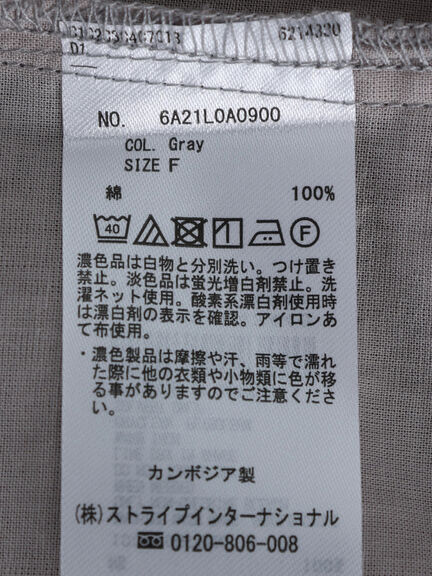 6214320
D1
NO. 6A21L0A0900
COL. Gray
SIZE F
綿 100%
40 F
濃色品は白物と分別洗い。つけ置き
禁止。淡色品は蛍光増白剤禁止。洗
濯ネット使用。酸素系漂白剤使用時
は漂白剤の表示を確認。アイロンあ
て布使用。
・濃色製品は摩擦や汗、雨等で濡れ
た際に他の衣類や小物類に色が移
る事がありますのでご注意くださ
い。
カンボジア製
(株)ストライプインターナショナル
0120-806-008